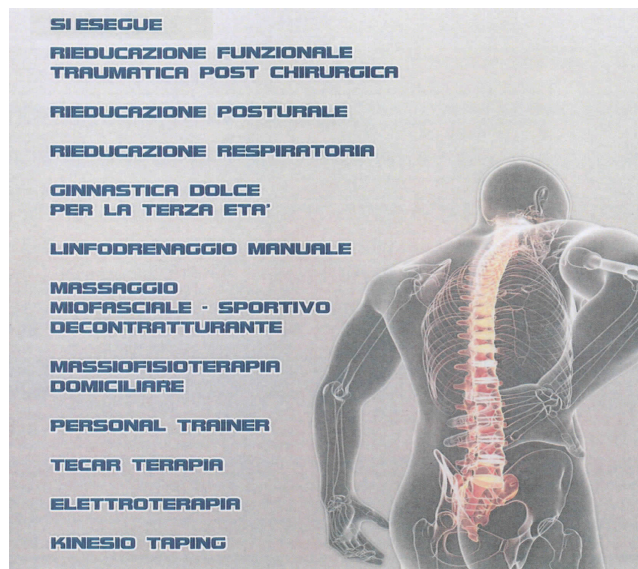 SI ESEGUE
RIEDUCAZIONE FUNZIONALE
TRAUMATICA POST CHIRURGICA
RIEDUCAZIONE POSTURALE
RIEDUCAZIONE RESPIRATORIA
GINNASTICA DOLCE
PER LA TERZA ETA'
LINFODRENAGGIO MANUALE
MASSAGGIO
MIOFASCIALE - SPORTIVO
DECONTRATTURANTE
MASSIOFISIOTERAPIA
DOMICILIARE
PERSONAL TRAINER
TECAR TERAPIA
ELETTROTERAPIA
KINESIO TAPING